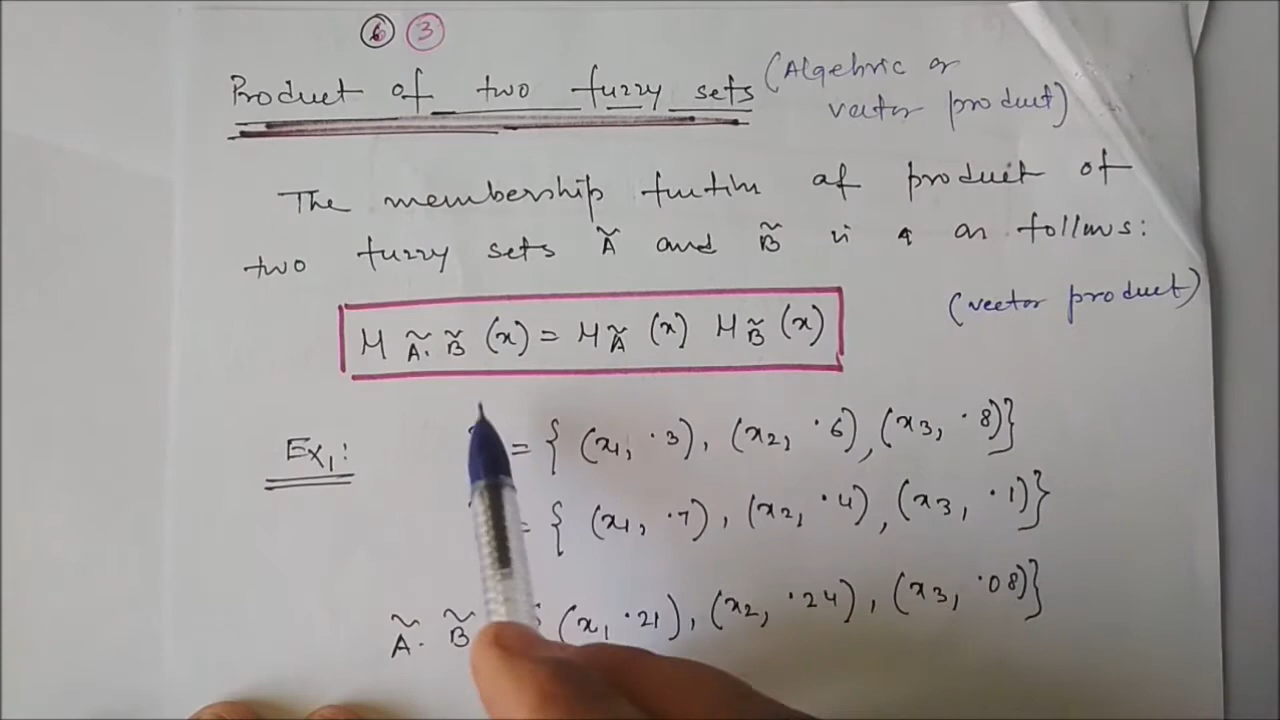 6 3
Product of two fuzzy sets (Algebric or
vector product)
The membership funtin of product of
two fuzzy sets Ã and B̃ is as follows:
(vector product)
μ Ã.B̃ (x) = μ Ã (x) μ B̃ (x)
Ex₁: = { (x₁, .3), (x₂, .6), (x₃, .8)}
= { (x₁, .7), (x₂, .4), (x₃, .1)}
Ã. B̃ (x₁ .21), (x₂, .24), (x₃, .08)}